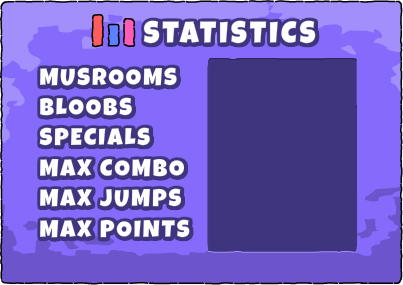 STATISTICS
MUSROOMS
BLOOBS
SPECIALS
MAX COMBO
MAX JUMPS
MAX POINTS